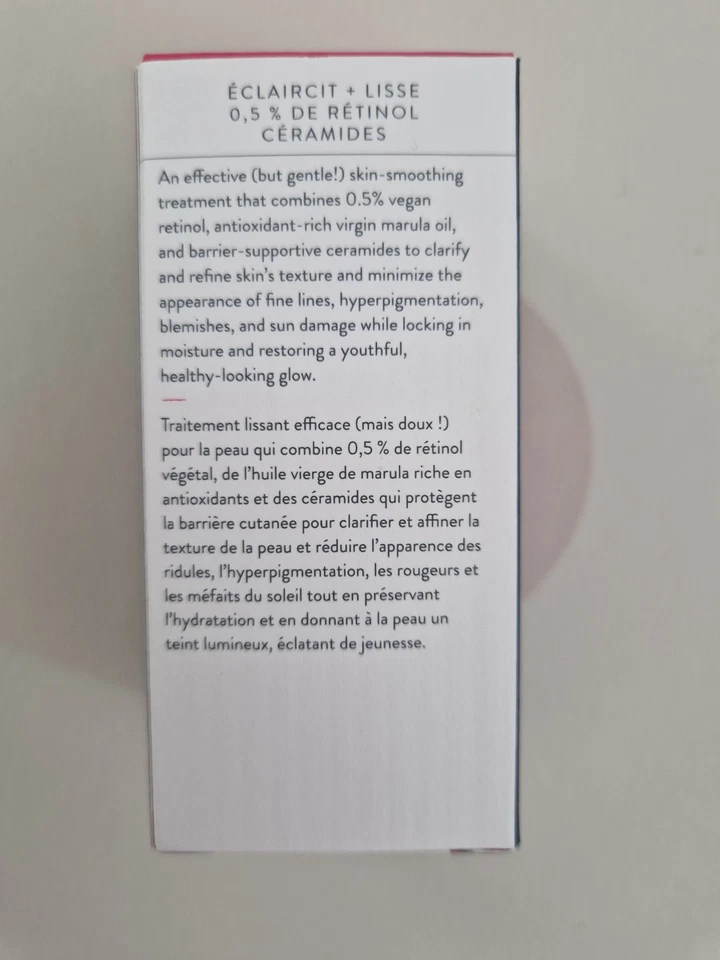 ÉCLAIRCIT + LISSE
0,5 % DE RÉTINOL
CÉRAMIDES
An effective (but gentle!) skin-smoothing
treatment that combines 0.5% vegan
retinol, antioxidant-rich virgin marula oil,
and barrier-supportive ceramides to clarify
and refine skin's texture and minimize the
appearance of fine lines, hyperpigmentation,
blemishes, and sun damage while locking in
moisture and restoring a youthful,
healthy-looking glow.
Traitement lissant efficace (mais doux !)
pour la peau qui combine 0,5 % de rétinol
végétal, de l'huile vierge de marula riche en
antioxidants et des céramides qui protègent
la barrière cutanée pour clarifier et affiner la
texture de la peau et réduire l'apparence des
ridules, l'hyperpigmentation, les rougeurs et
les méfaits du soleil tout en préservant
l'hydratation et en donnant à la peau un
teint lumineux, éclatant de jeunesse.